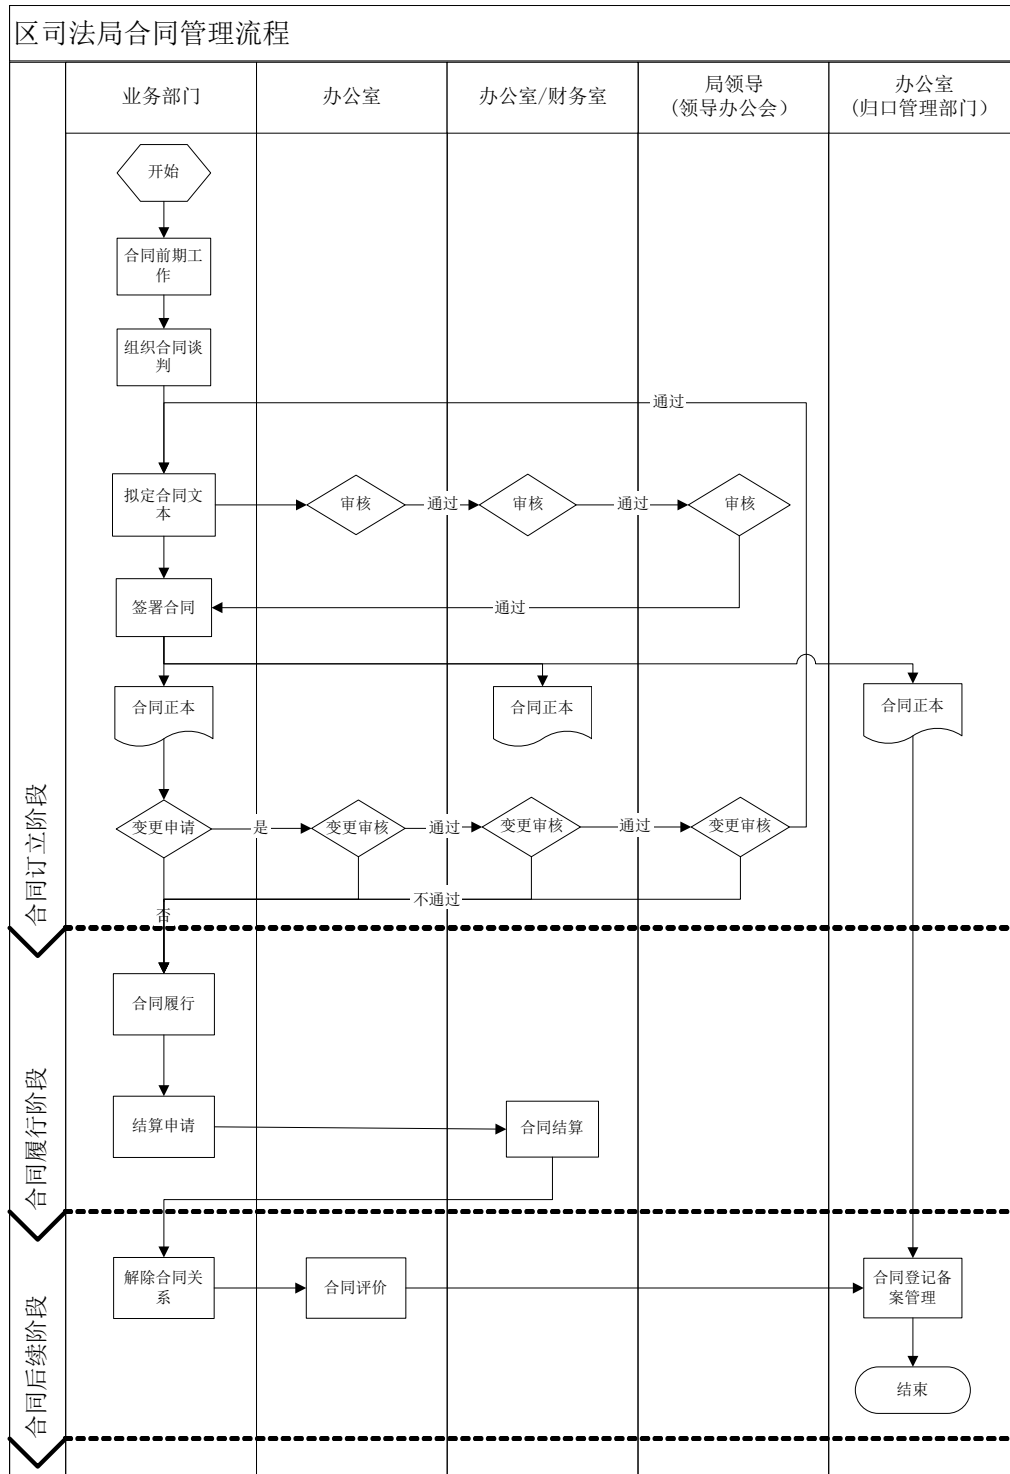 区司法局合同管理流程
业务部门
办公室
办公室/财务室
局领导
(领导办公会)
办公室
(归口管理部门)
开始
合同前期工
作
组织合同谈
判
通过
拟定合同文
本
审核
通过
审核
通过
审核
签署合同
通过
合同正本
合同正本
合同正本
合同订立阶段
变更申请
是
变更审核
通过
变更审核
通过
变更审核
不通过
否
合同履行
合同履行阶段
结算申请
合同结算
合同后续阶段
解除合同关
系
合同评价
合同登记备
案管理
结束